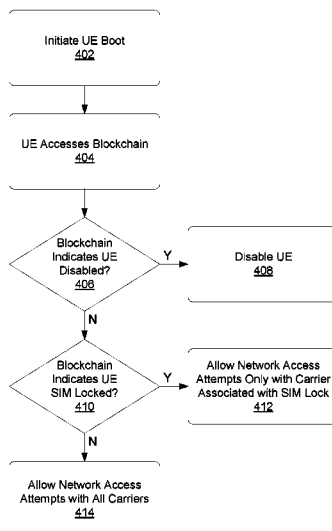 Initiate UE Boot
402
UE Accesses Blockchain
404
Blockchain
Indicates UE
Disabled?
406
Y
Disable UE
408
N
Blockchain
Indicates UE
SIM Locked?
410
Y
Allow Network Access
Attempts Only with Carrier
Associated with SIM Lock
412
N
Allow Network Access
Attempts with All Carriers
414